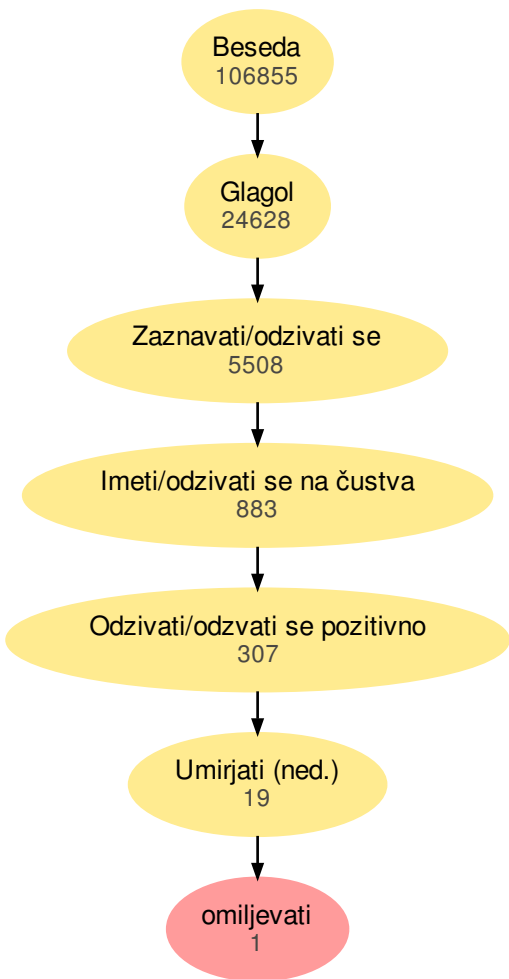 Beseda
106855
Glagol
24628
Zaznavati/odzivati se
5508
Imeti/odzivati se na čustva
883
Odzivati/odzvati se pozitivno
307
Umirjati (ned.)
19
omiljevati
1